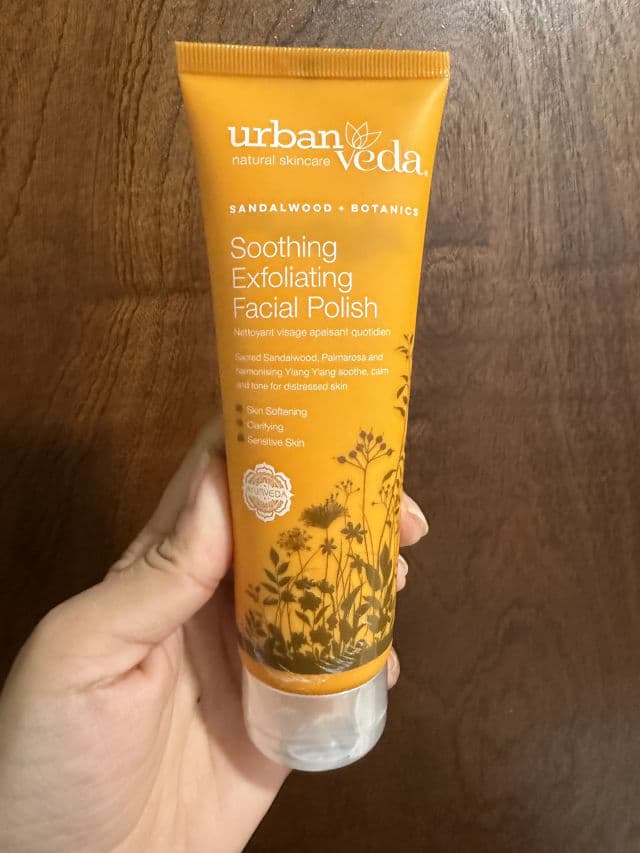 urban veda®
natural skincare
SANDALWOOD + BOTANICS
Soothing
Exfoliating
Facial Polish
Nettoyant visage apaisant quotidien
Sacred Sandalwood, Palmarosa and
harmonising Ylang Ylang soothe, calm
and tone for distressed skin
Skin Softening
Clarifying
Sensitive Skin
AYURVEDA